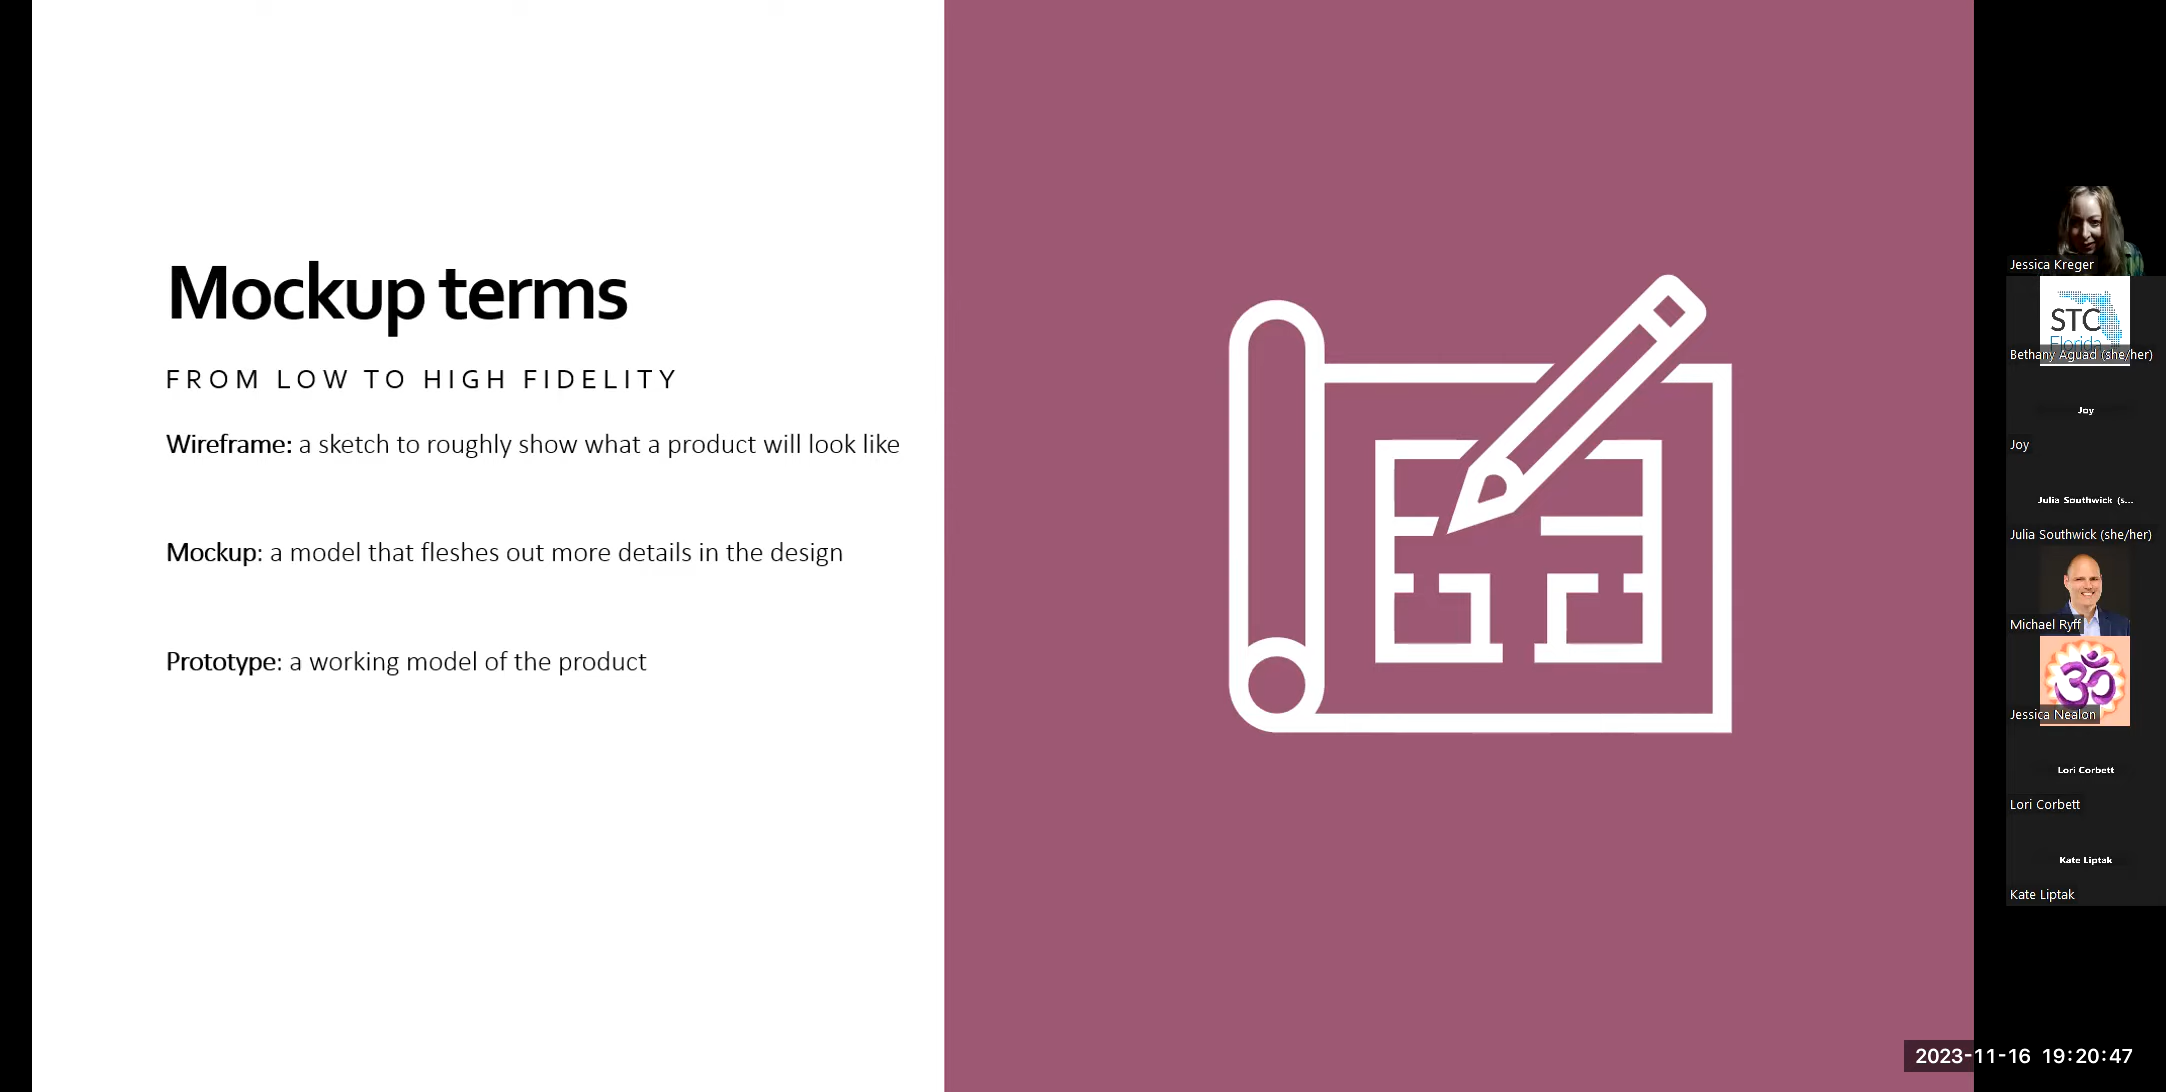 Mockup terms
FROM LOW TO HIGH FIDELITY
Wireframe: a sketch to roughly show what a product will look like
Mockup: a model that fleshes out more details in the design
Prototype: a working model of the product
Jessica Kreger
STC
Florida
Bethany Aguad (she/her)
Joy
Joy
Julia Southwick (s...
Julia Southwick (she/her)
Michael Ryff
ॐ
Jessica Nealon
Lori Corbett
Lori Corbett
Kate Liptak
Kate Liptak
2023-11-16 19:20:47